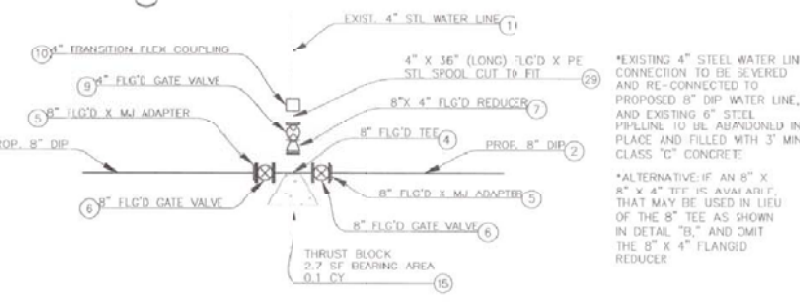 EXIST. 4" STL WATER LINE 1
10 4" TRANSITION FLEX COUPLING
4" X 36" (LONG) FLG'D X PE
STL SPOOL CUT TO FIT 29
9 4" FLG'D GATE VALVE
8"X 4" FLG'D REDUCER 7
5 8" FLG'D X MJ ADAPTER
8" FLG'D TEE 4
ROP. 8" DIP
PROP. 8" DIP 2
8" FLG'D X MJ ADAPTER 5
6 8" FLG'D GATE VALVE
8" FLG'D GATE VALVE 6
THRUST BLOCK
2.7 SF BEARING AREA
0.1 CY 15
*EXISTING 4" STEEL WATER LIN
CONNECTION TO BE SEVERED
AND RE-CONNECTED TO
PROPOSED 8" DIP WATER LINE,
AND EXISTING 6" STEEL
PIPELINE TO BE ABANDONED IN
PLACE AND FILLED WITH 3' MIN
CLASS "C" CONCRETE
*ALTERNATIVE: IF AN 8" X
8" X 4" TEE IS AVAILABLE,
THAT MAY BE USED IN LIEU
OF THE 8" TEE AS SHOWN
IN DETAIL "B," AND OMIT
THE 8" X 4" FLANGID
REDUCER